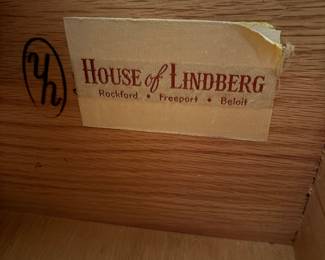 HOUSE of LINDBERG
Rockford • Freeport • Beloit